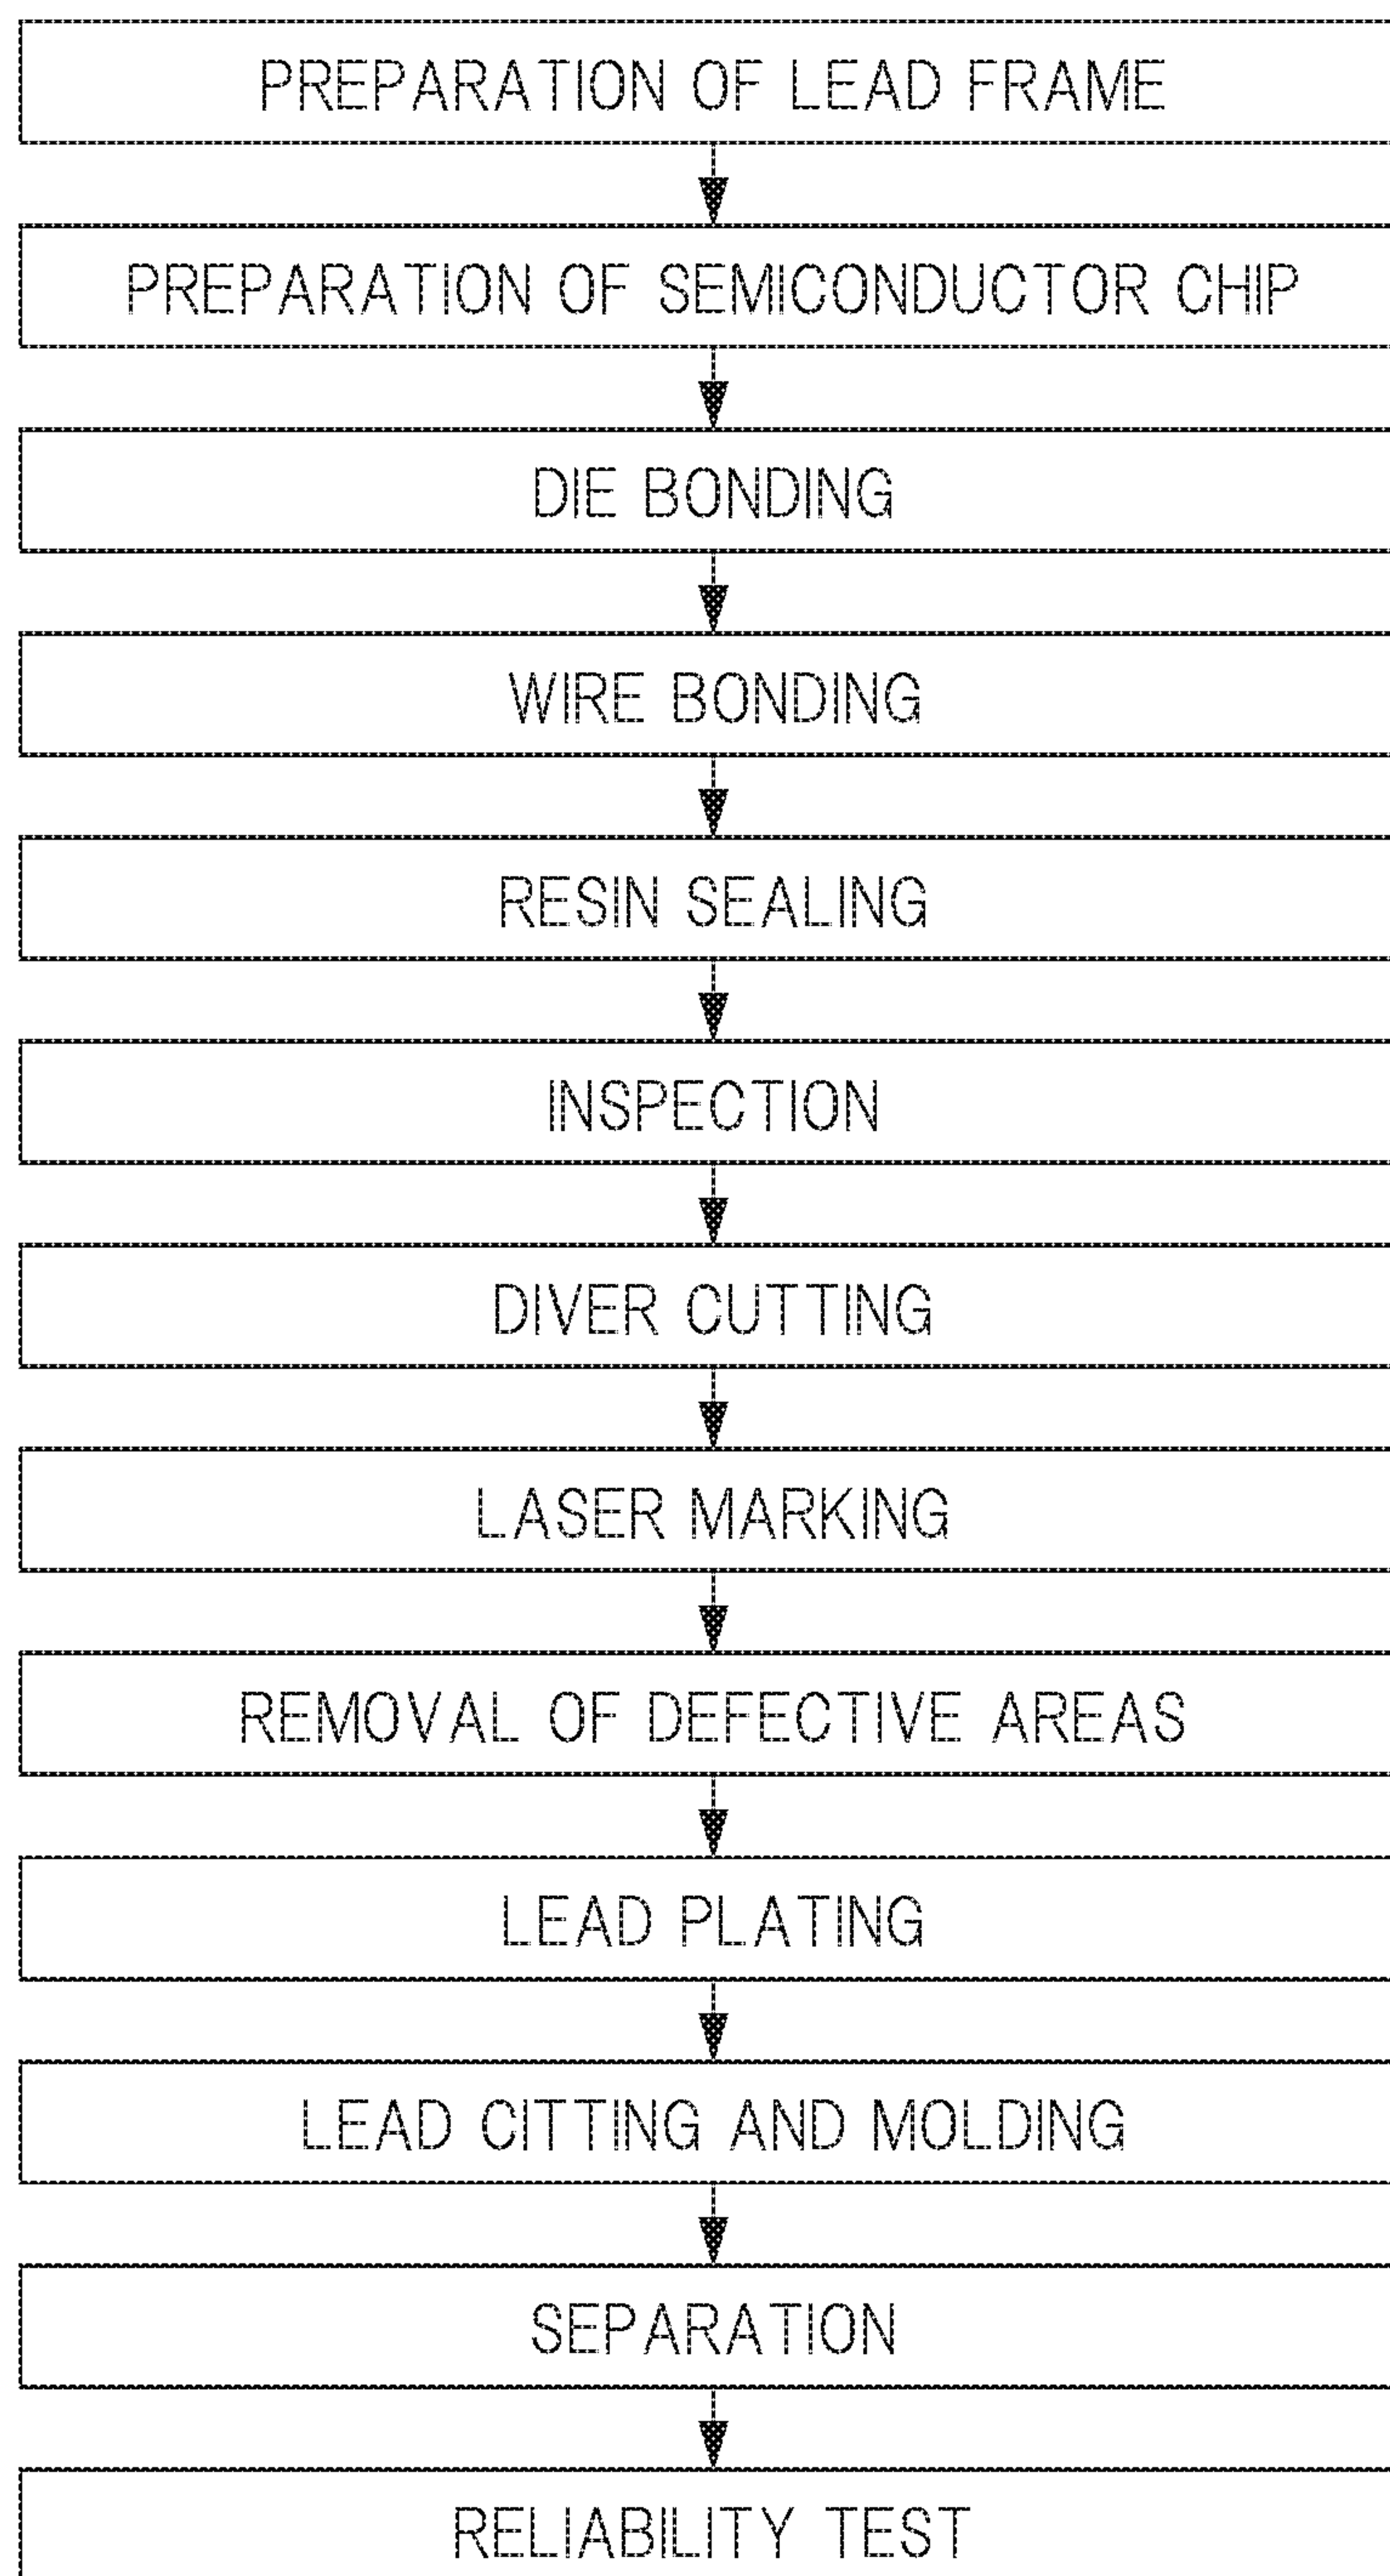 PREPARATION OF LEAD FRAME
PREPARATION OF SEMICONDUCTOR CHIP
DIE BONDING
WIRE BONDING
RESIN SEALING
INSPECTION
DIVER CUTTING
LASER MARKING
REMOVAL OF DEFECTIVE AREAS
LEAD PLATING
LEAD CITTING AND MOLDING
SEPARATION
RELIABILITY TEST